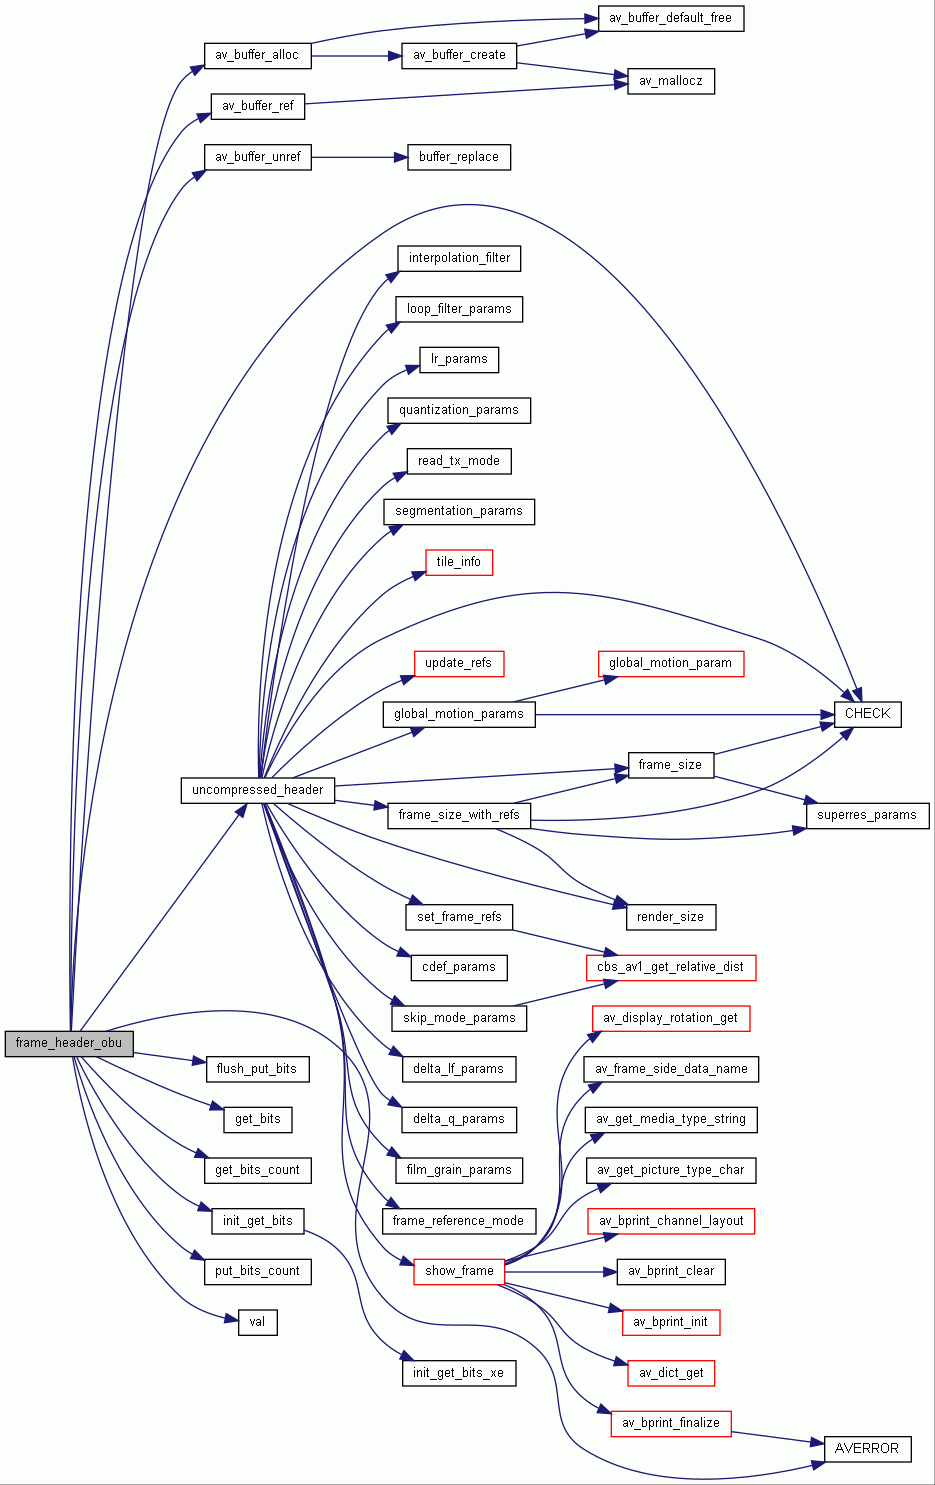 av_buffer_default_free
av_buffer_alloc
av_buffer_create
av_mallocz
av_buffer_ref
av_buffer_unref
buffer_replace
interpolation_filter
loop_filter_params
lr_params
quantization_params
read_tx_mode
segmentation_params
tile_info
update_refs
global_motion_param
global_motion_params
CHECK
frame_size
uncompressed_header
frame_size_with_refs
superres_params
set_frame_refs
render_size
cdef_params
cbs_av1_get_relative_dist
skip_mode_params
av_display_rotation_get
frame_header_obu
flush_put_bits
delta_lf_params
av_frame_side_data_name
get_bits
delta_q_params
av_get_media_type_string
get_bits_count
film_grain_params
av_get_picture_type_char
init_get_bits
frame_reference_mode
av_bprint_channel_layout
put_bits_count
show_frame
av_bprint_clear
val
av_bprint_init
init_get_bits_xe
av_dict_get
av_bprint_finalize
AVERROR